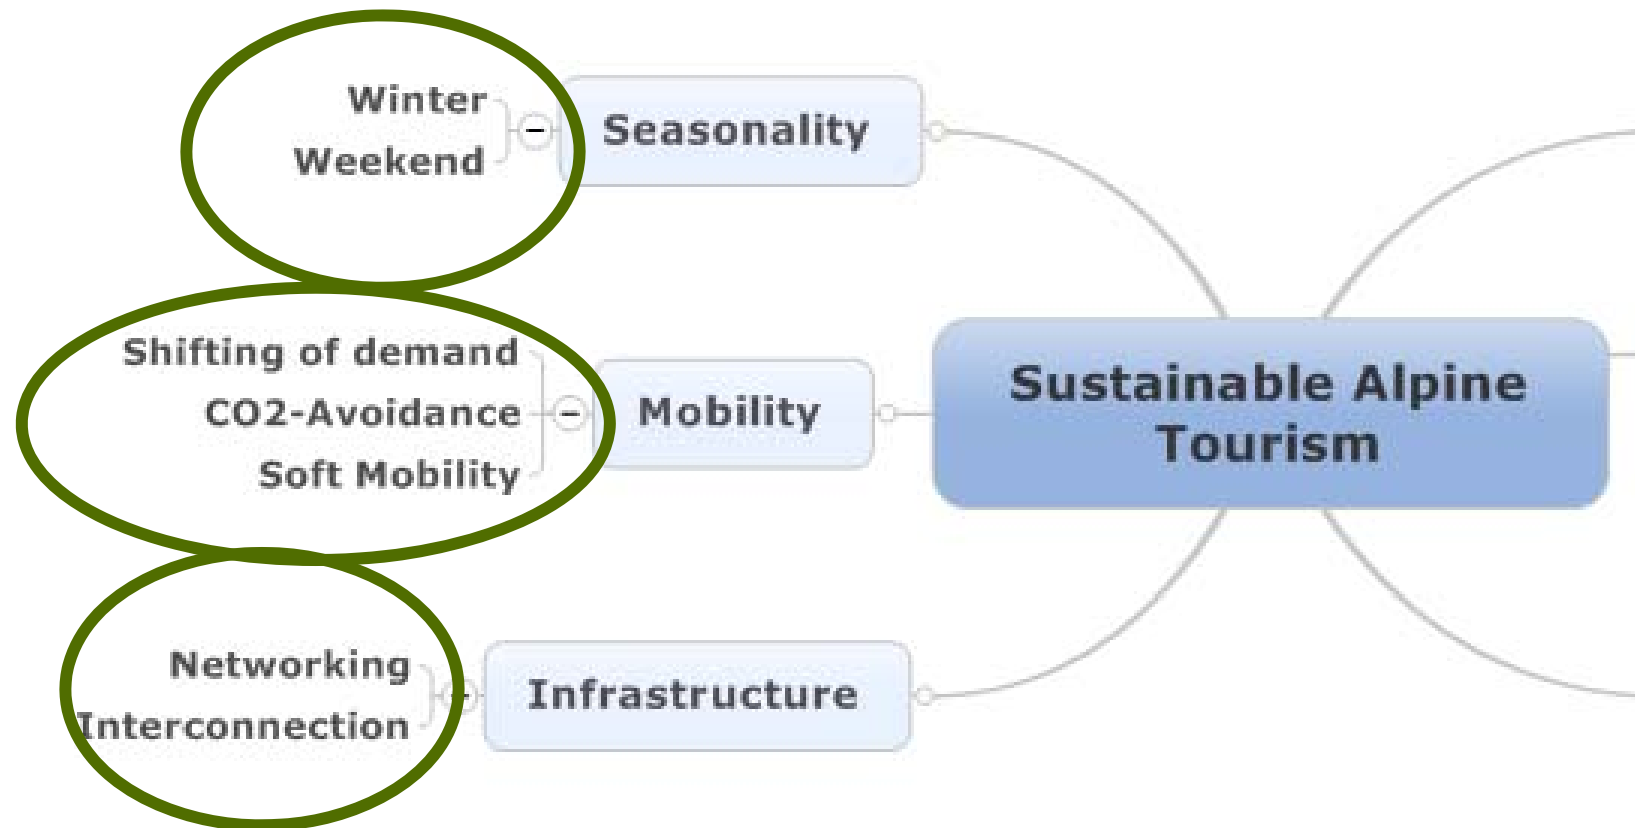 Winter
Weekend
Seasonality
Shifting of demand
CO2-Avoidance
Soft Mobility
Mobility
Sustainable Alpine
Tourism
Networking
Interconnection
Infrastructure